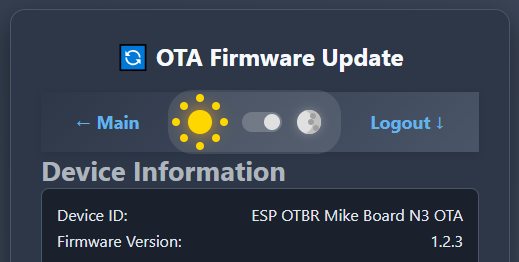 OTA Firmware Update
← Main
Logout ↓
Device Information
Device ID: ESP OTBR Mike Board N3 OTA
Firmware Version: 1.2.3